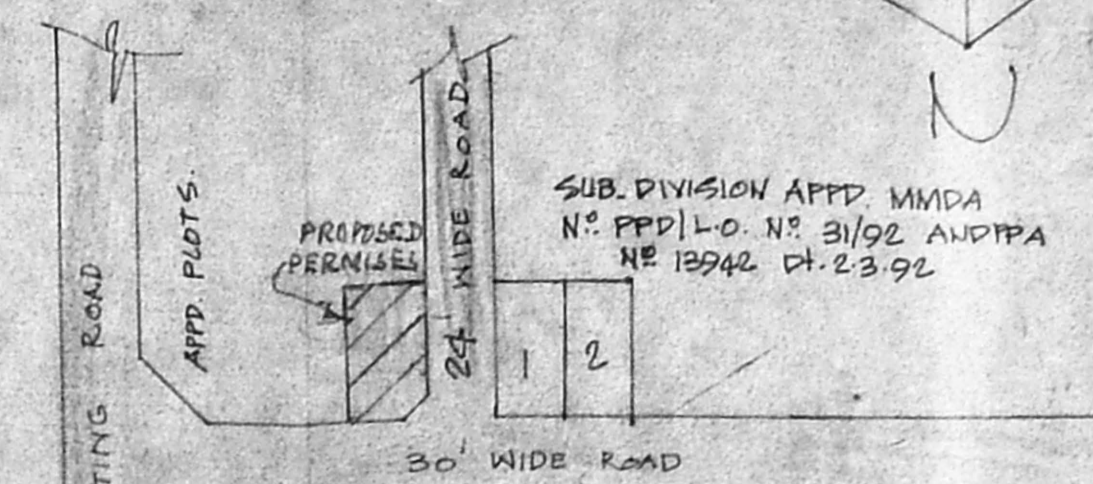 N
SUB-DIVISION APPD. MMDA
Nº PPD/L.O. Nº 31/92 ANDPPA
Nº 13942 Dt. 2.3.92
PROPOSED
PERMISES
APPD. PLOTS.
24' WIDE ROAD
TING ROAD
1
2
30' WIDE ROAD